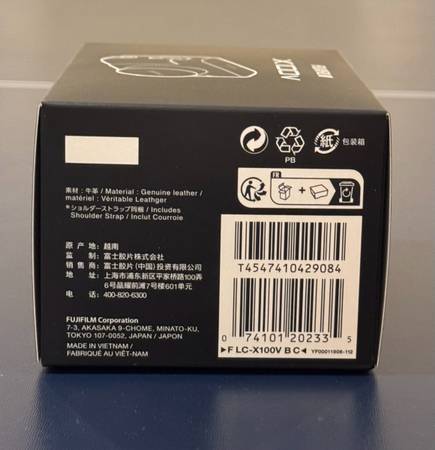 X100V
PB
紙
包装箱
FR
素材：牛革 / Material : Genuine leather /
matériel : Véritable Leathger
*ショルダーストラップ同梱 / Includes
Shoulder Strap / Inclut Courroie
原 产 地：越南
监 制：富士胶片株式会社
销 售 商：富士胶片（中国）投资有限公司
地 址：上海市浦东新区平家桥路100弄
6号晶耀前滩7号楼601单元
电 话：400-820-6300
FUJIFILM Corporation
7-3, AKASAKA 9-CHOME, MINATO-KU,
TOKYO 107-0052, JAPAN / JAPON
MADE IN VIETNAM /
FABRIQUÉ AU VIÊT-NAM
T4547410429084
0 74101 20233 5
►F LC-X100V B C◄ YP00011908-112